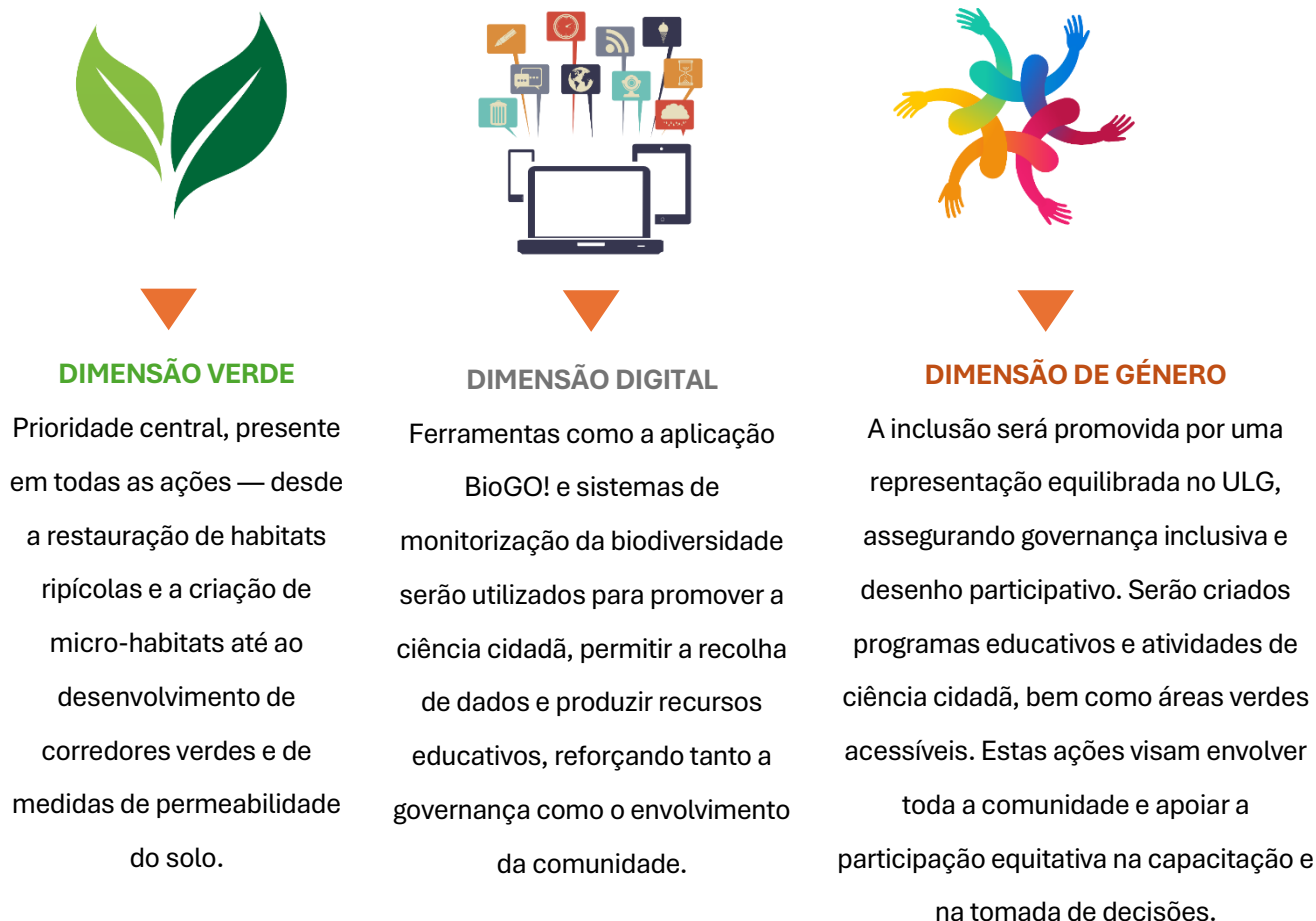 DIMENSÃO VERDE
Prioridade central, presente
em todas as ações — desde
a restauração de habitats
ripícolas e a criação de
micro-habitats até ao
desenvolvimento de
corredores verdes e de
medidas de permeabilidade
do solo.
DIMENSÃO DIGITAL
Ferramentas como a aplicação
BioGO! e sistemas de
monitorização da biodiversidade
serão utilizados para promover a
ciência cidadã, permitir a recolha
de dados e produzir recursos
educativos, reforçando tanto a
governança como o envolvimento
da comunidade.
DIMENSÃO DE GÉNERO
A inclusão será promovida por uma
representação equilibrada no ULG,
assegurando governança inclusiva e
desenho participativo. Serão criados
programas educativos e atividades de
ciência cidadã, bem como áreas verdes
acessíveis. Estas ações visam envolver
toda a comunidade e apoiar a
participação equitativa na capacitação e
na tomada de decisões.